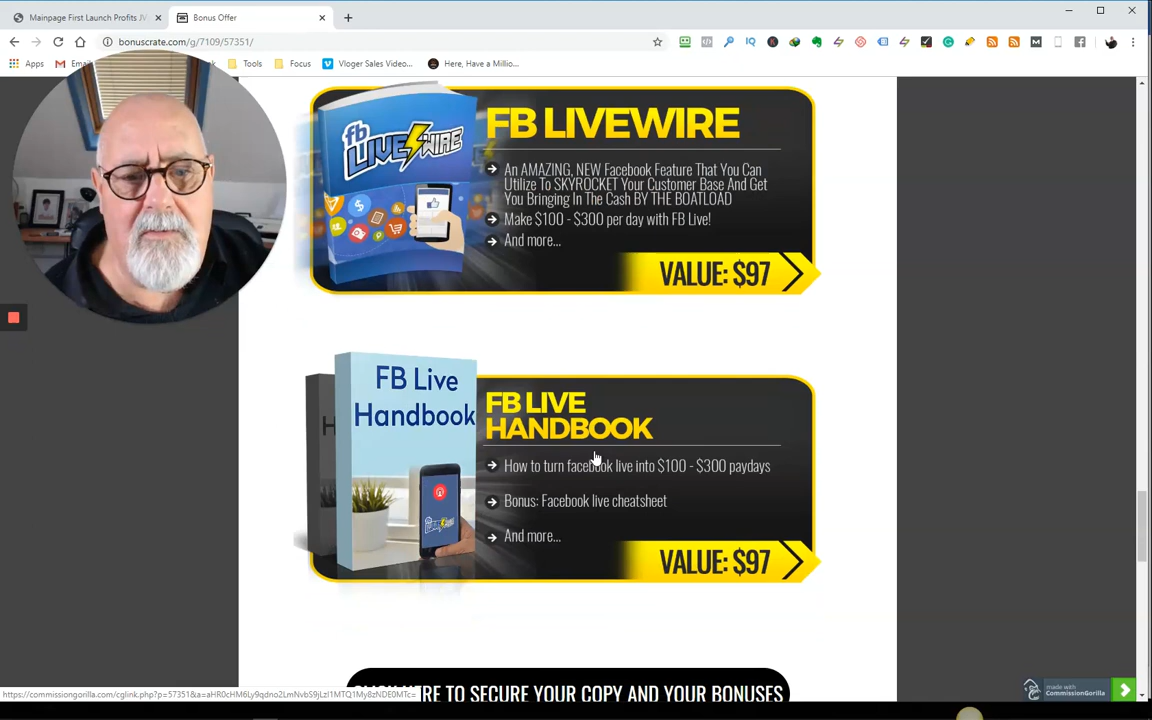 Mainpage First Launch Profits JV
Bonus Offer
bonuscrate.com/g/7109/57351/
Apps
Tools
Focus
Vloger Sales Video...
Here, Have a Millio...
fb
LIVE WIRE
FB LIVEWIRE
An AMAZING, NEW Facebook Feature That You Can
Utilize To SKYROCKET Your Customer Base And Get
You Bringing In The Cash BY THE BOATLOAD
Make $100 - $300 per day with FB Live!
And more...
VALUE: $97
FB Live
Handbook
FB LIVE
HANDBOOK
How to turn facebook live into $100 - $300 paydays
Bonus: Facebook live cheatsheet
And more...
VALUE: $97
TO SECURE YOUR COPY AND YOUR BONUSES
made with
COMMISSIONGORILLA